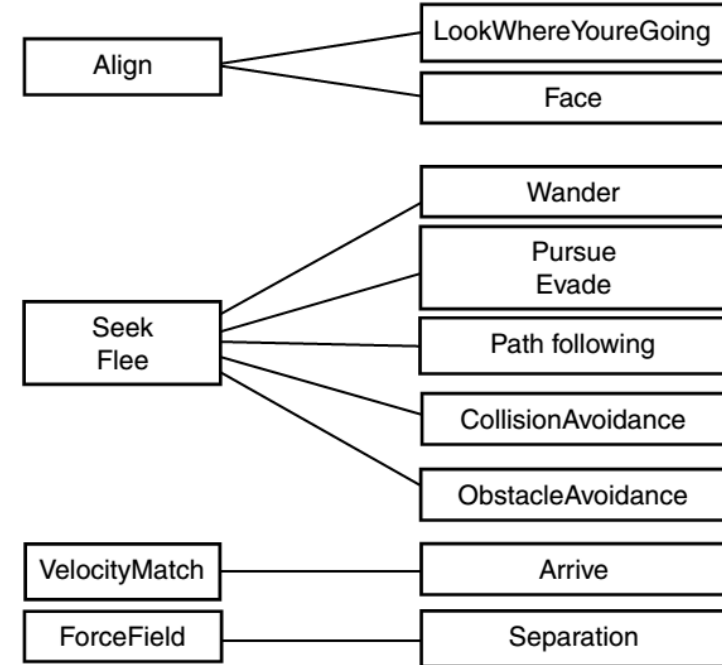 Align
LookWhereYoureGoing
Face
Seek
Flee
Wander
Pursue
Evade
Path following
CollisionAvoidance
ObstacleAvoidance
VelocityMatch
Arrive
ForceField
Separation